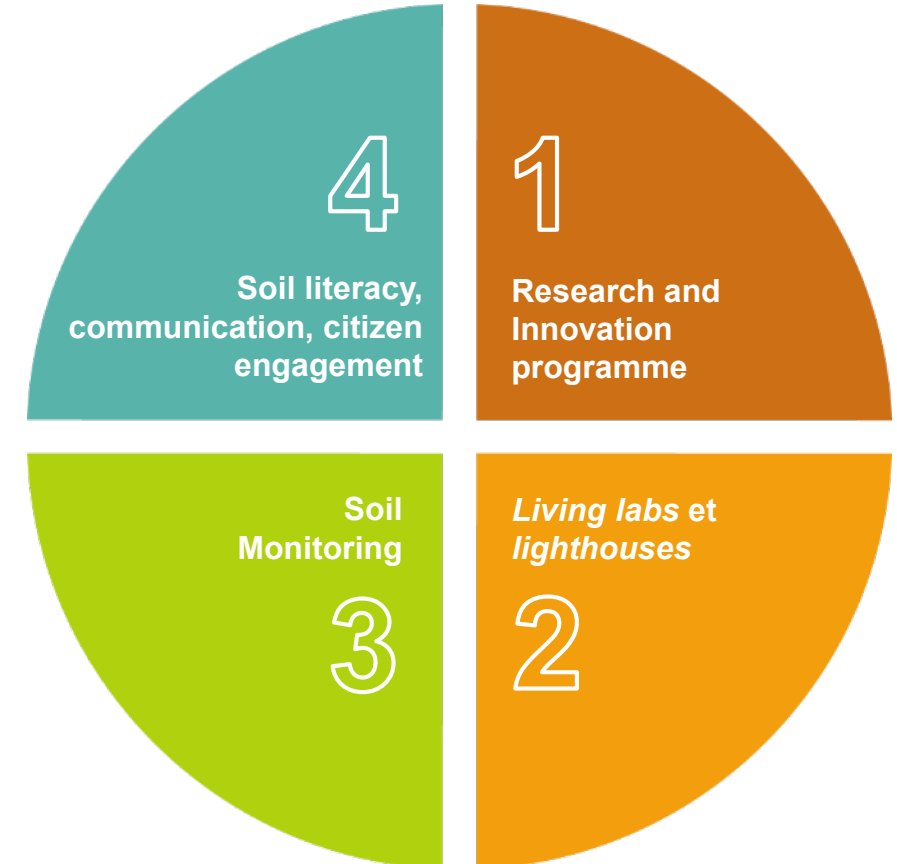 4
Soil literacy,
communication, citizen
engagement
1
Research and
Innovation
programme
Soil
Monitoring
3
Living labs et
lighthouses
2